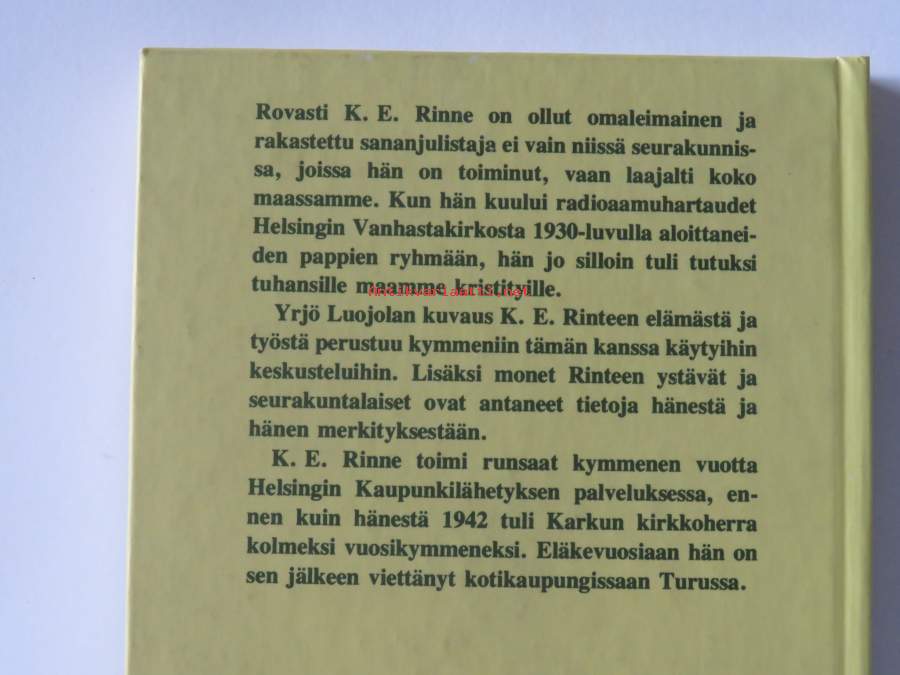 Rovasti K. E. Rinne on ollut omaleimainen ja
rakastettu sananjulistaja ei vain niissä seurakunnis-
sa, joissa hän on toiminut, vaan laajalti koko
maassamme. Kun hän kuului radioaamuhartaudet
Helsingin Vanhastakirkosta 1930-luvulla aloittanei-
den pappien ryhmään, hän jo silloin tuli tutuksi
tuhansille maamme kristityille.
Antikvariaatti.net
Yrjö Luojolan kuvaus K. E. Rinteen elämästä ja
työstä perustuu kymmeniin tämän kanssa käytyihin
keskusteluihin. Lisäksi monet Rinteen ystävät ja
seurakuntalaiset ovat antaneet tietoja hänestä ja
hänen merkityksestään.
K. E. Rinne toimi runsaat kymmenen vuotta
Helsingin Kaupunkilähetyksen palveluksessa, en-
nen kuin hänestä 1942 tuli Karkun kirkkoherra
kolmeksi vuosikymmeneksi. Eläkevuosiaan hän on
sen jälkeen viettänyt kotikaupungissaan Turussa.